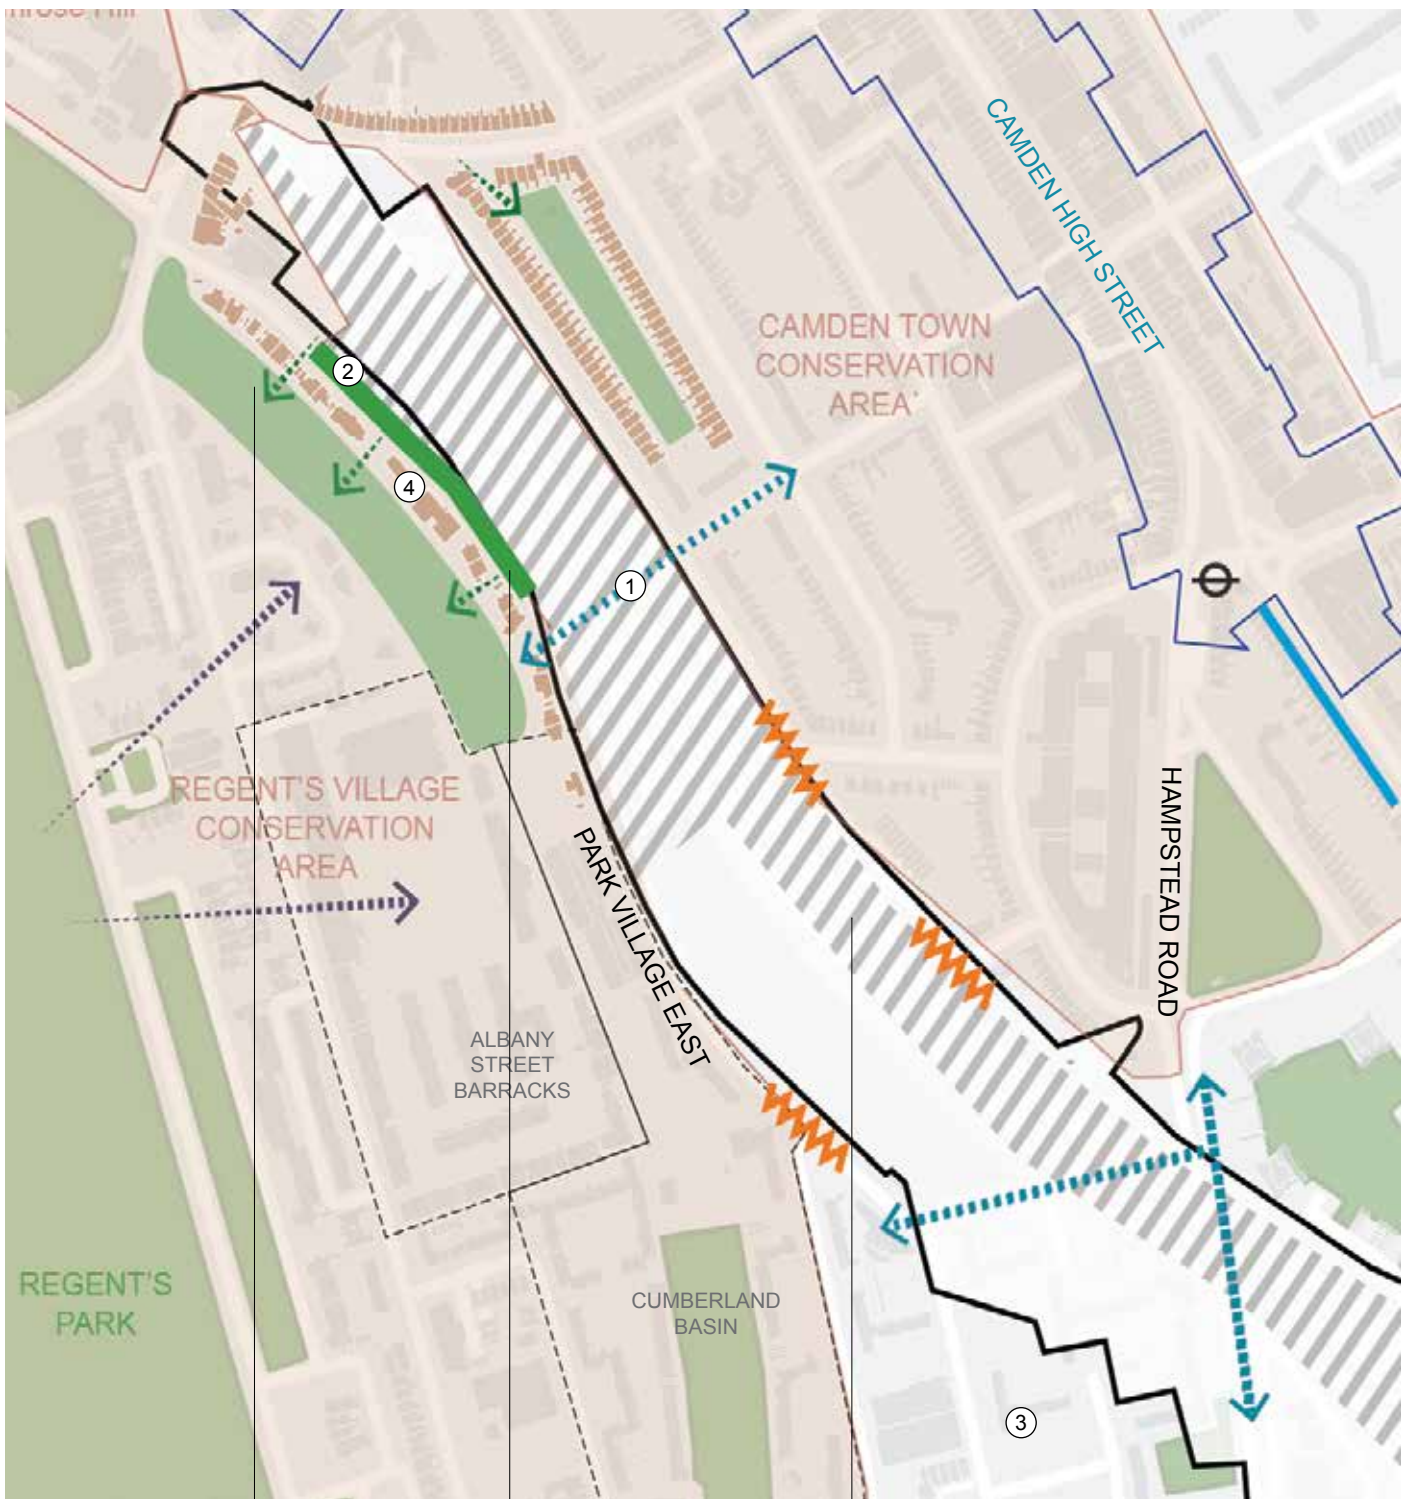 CAMDEN HIGH STREET
CAMDEN TOWN
CONSERVATION
AREA'
2
4
1
REGENT'S VILLAGE
CONSERVATION
AREA
PARK VILLAGE EAST
HAMPSTEAD ROAD
ALBANY
STREET
BARRACKS
REGENT'S
PARK
CUMBERLAND
BASIN
3